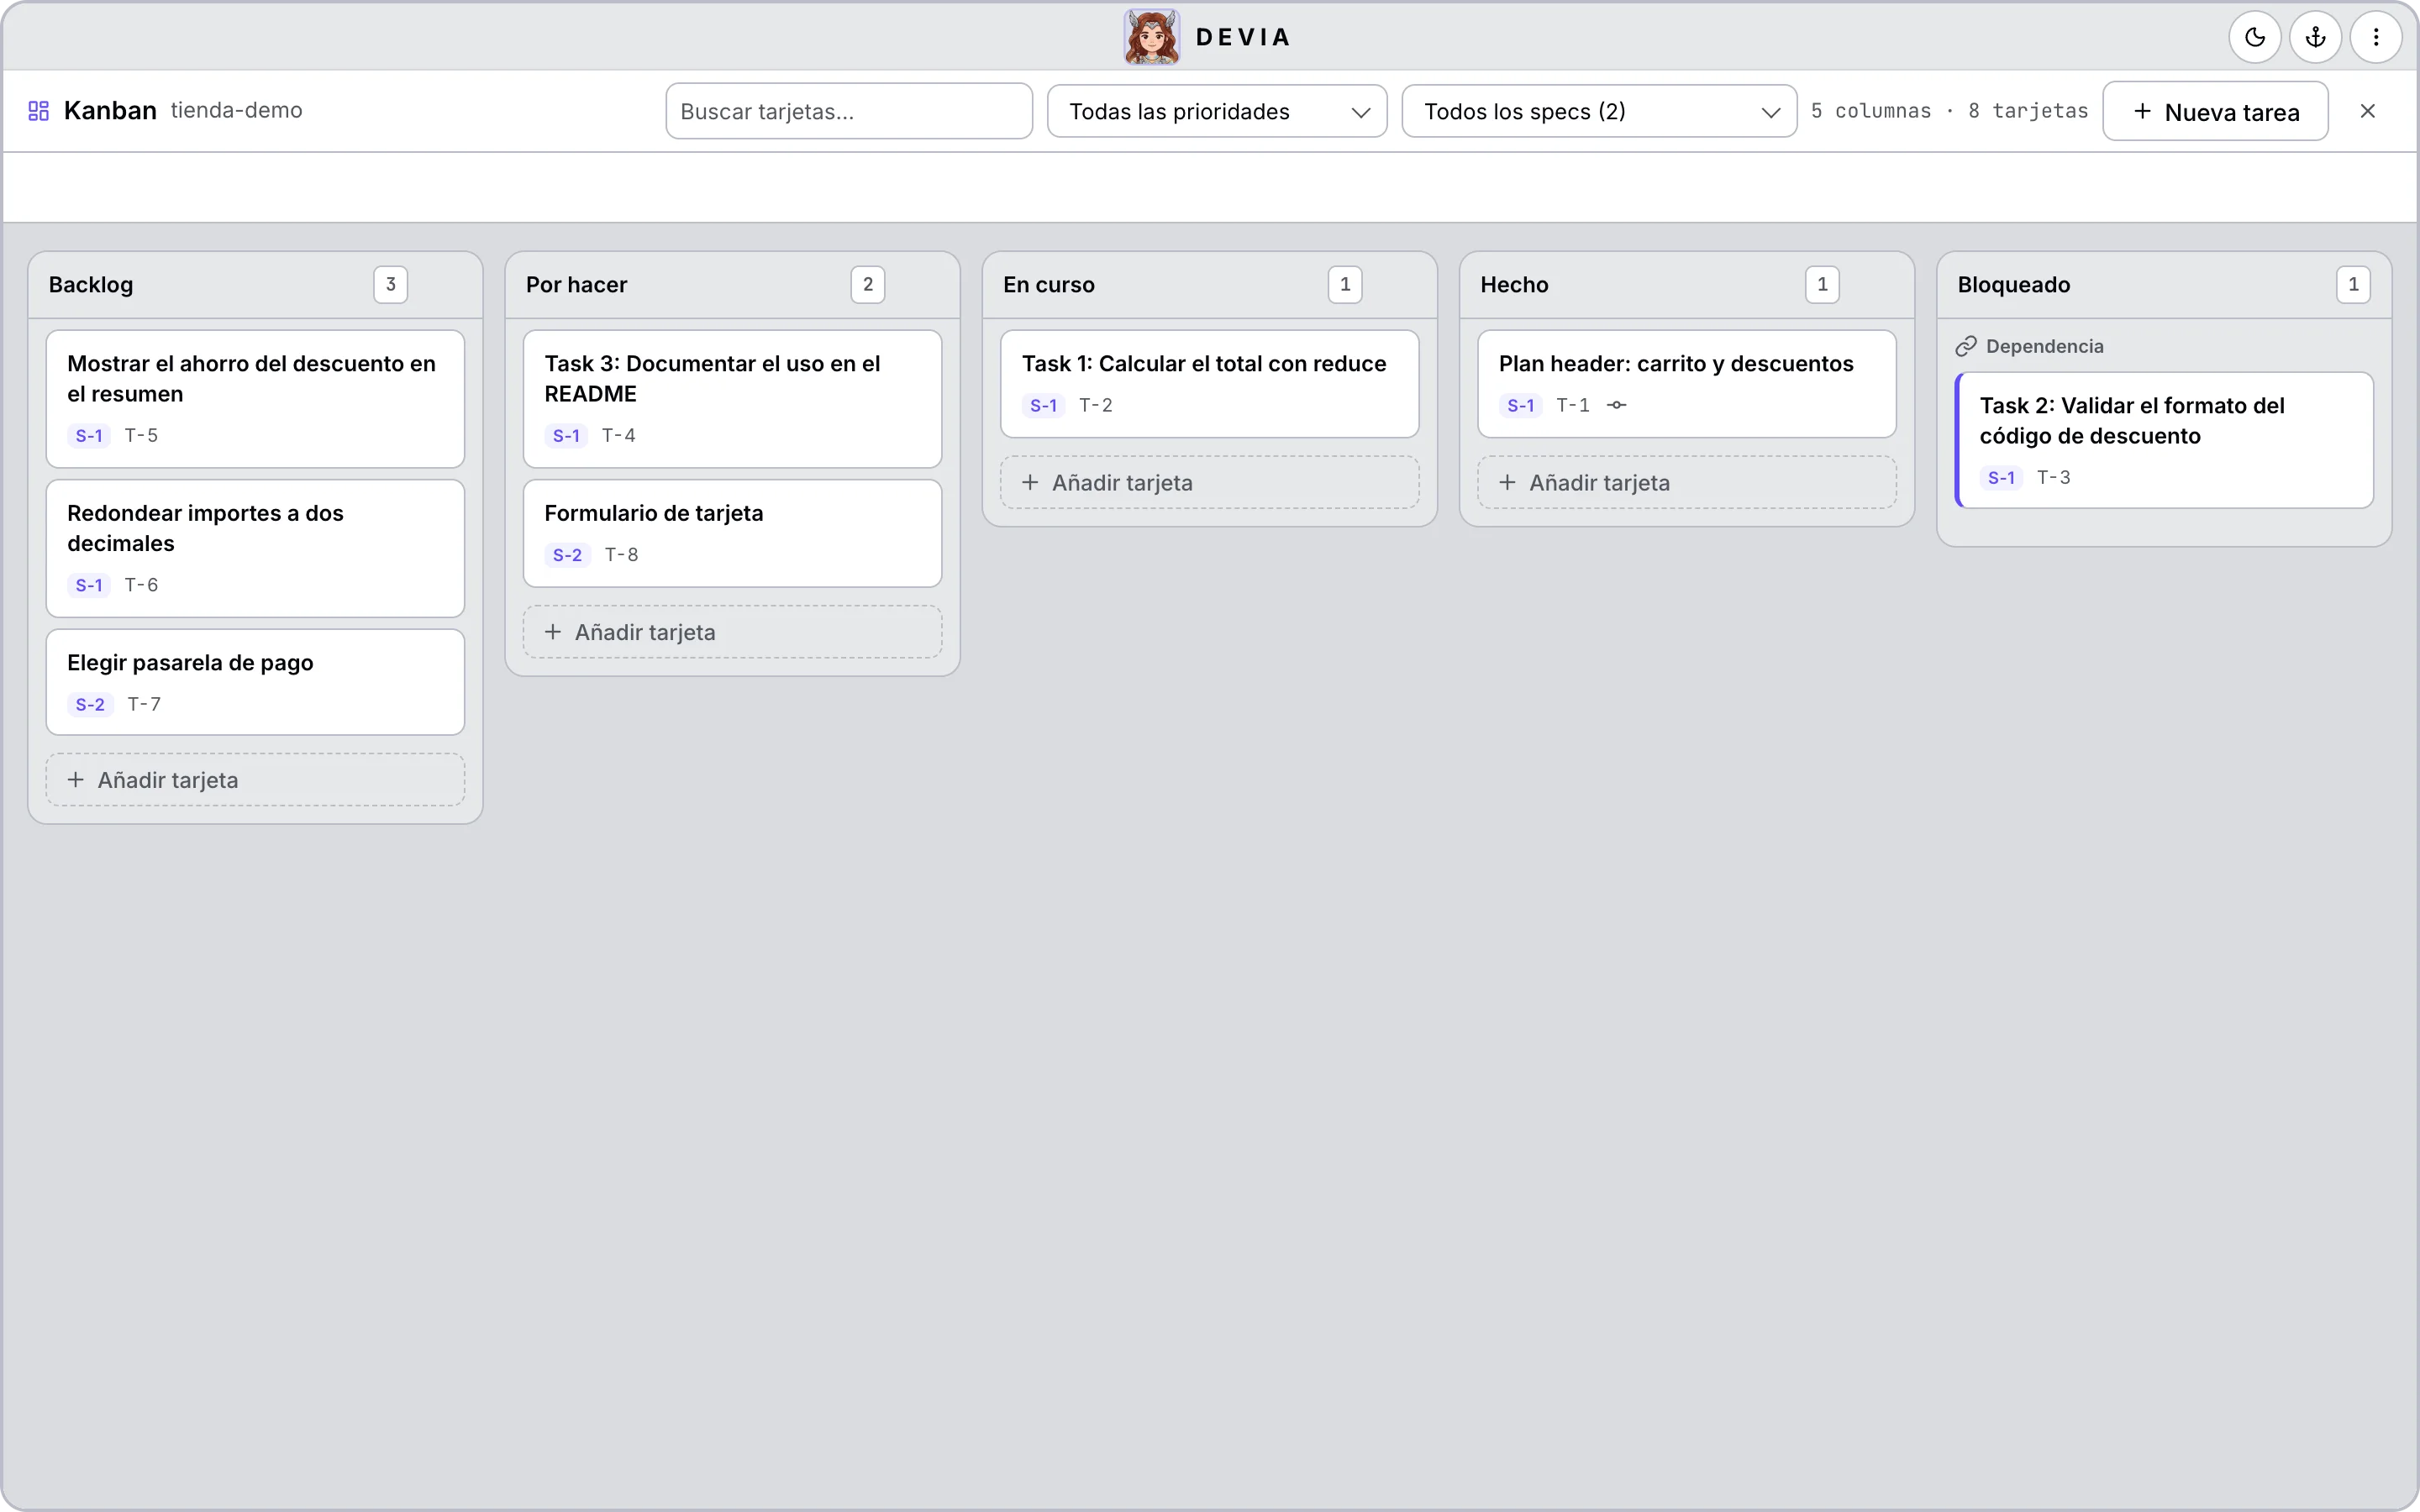 DEVIA
Kanban tienda-demo
Buscar tarjetas...
Todas las prioridades
Todos los specs (2)
5 columnas · 8 tarjetas
+ Nueva tarea
Backlog 3
Mostrar el ahorro del descuento en
el resumen
S-1 T-5
Redondear importes a dos
decimales
S-1 T-6
Elegir pasarela de pago
S-2 T-7
+ Añadir tarjeta
Por hacer 2
Task 3: Documentar el uso en el
README
S-1 T-4
Formulario de tarjeta
S-2 T-8
+ Añadir tarjeta
En curso 1
Task 1: Calcular el total con reduce
S-1 T-2
+ Añadir tarjeta
Hecho 1
Plan header: carrito y descuentos
S-1 T-1
+ Añadir tarjeta
Bloqueado 1
Dependencia
Task 2: Validar el formato del
código de descuento
S-1 T-3